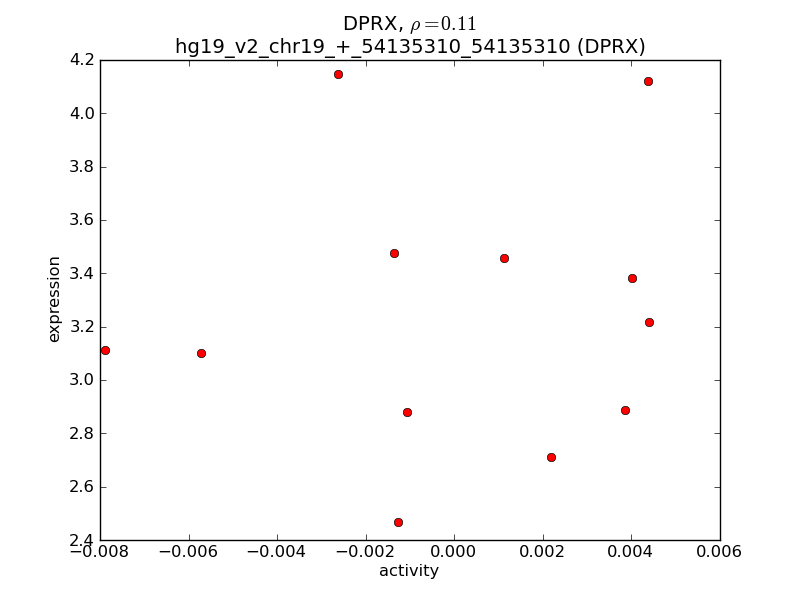 DPRX, ρ=0.11
hg19_v2_chr19_+_54135310_54135310 (DPRX)
4.2
4.0
3.8
3.6
3.4
3.2
3.0
2.8
2.6
2.4
expression
−0.008 −0.006 −0.004 −0.002 0.000 0.002 0.004 0.006
activity